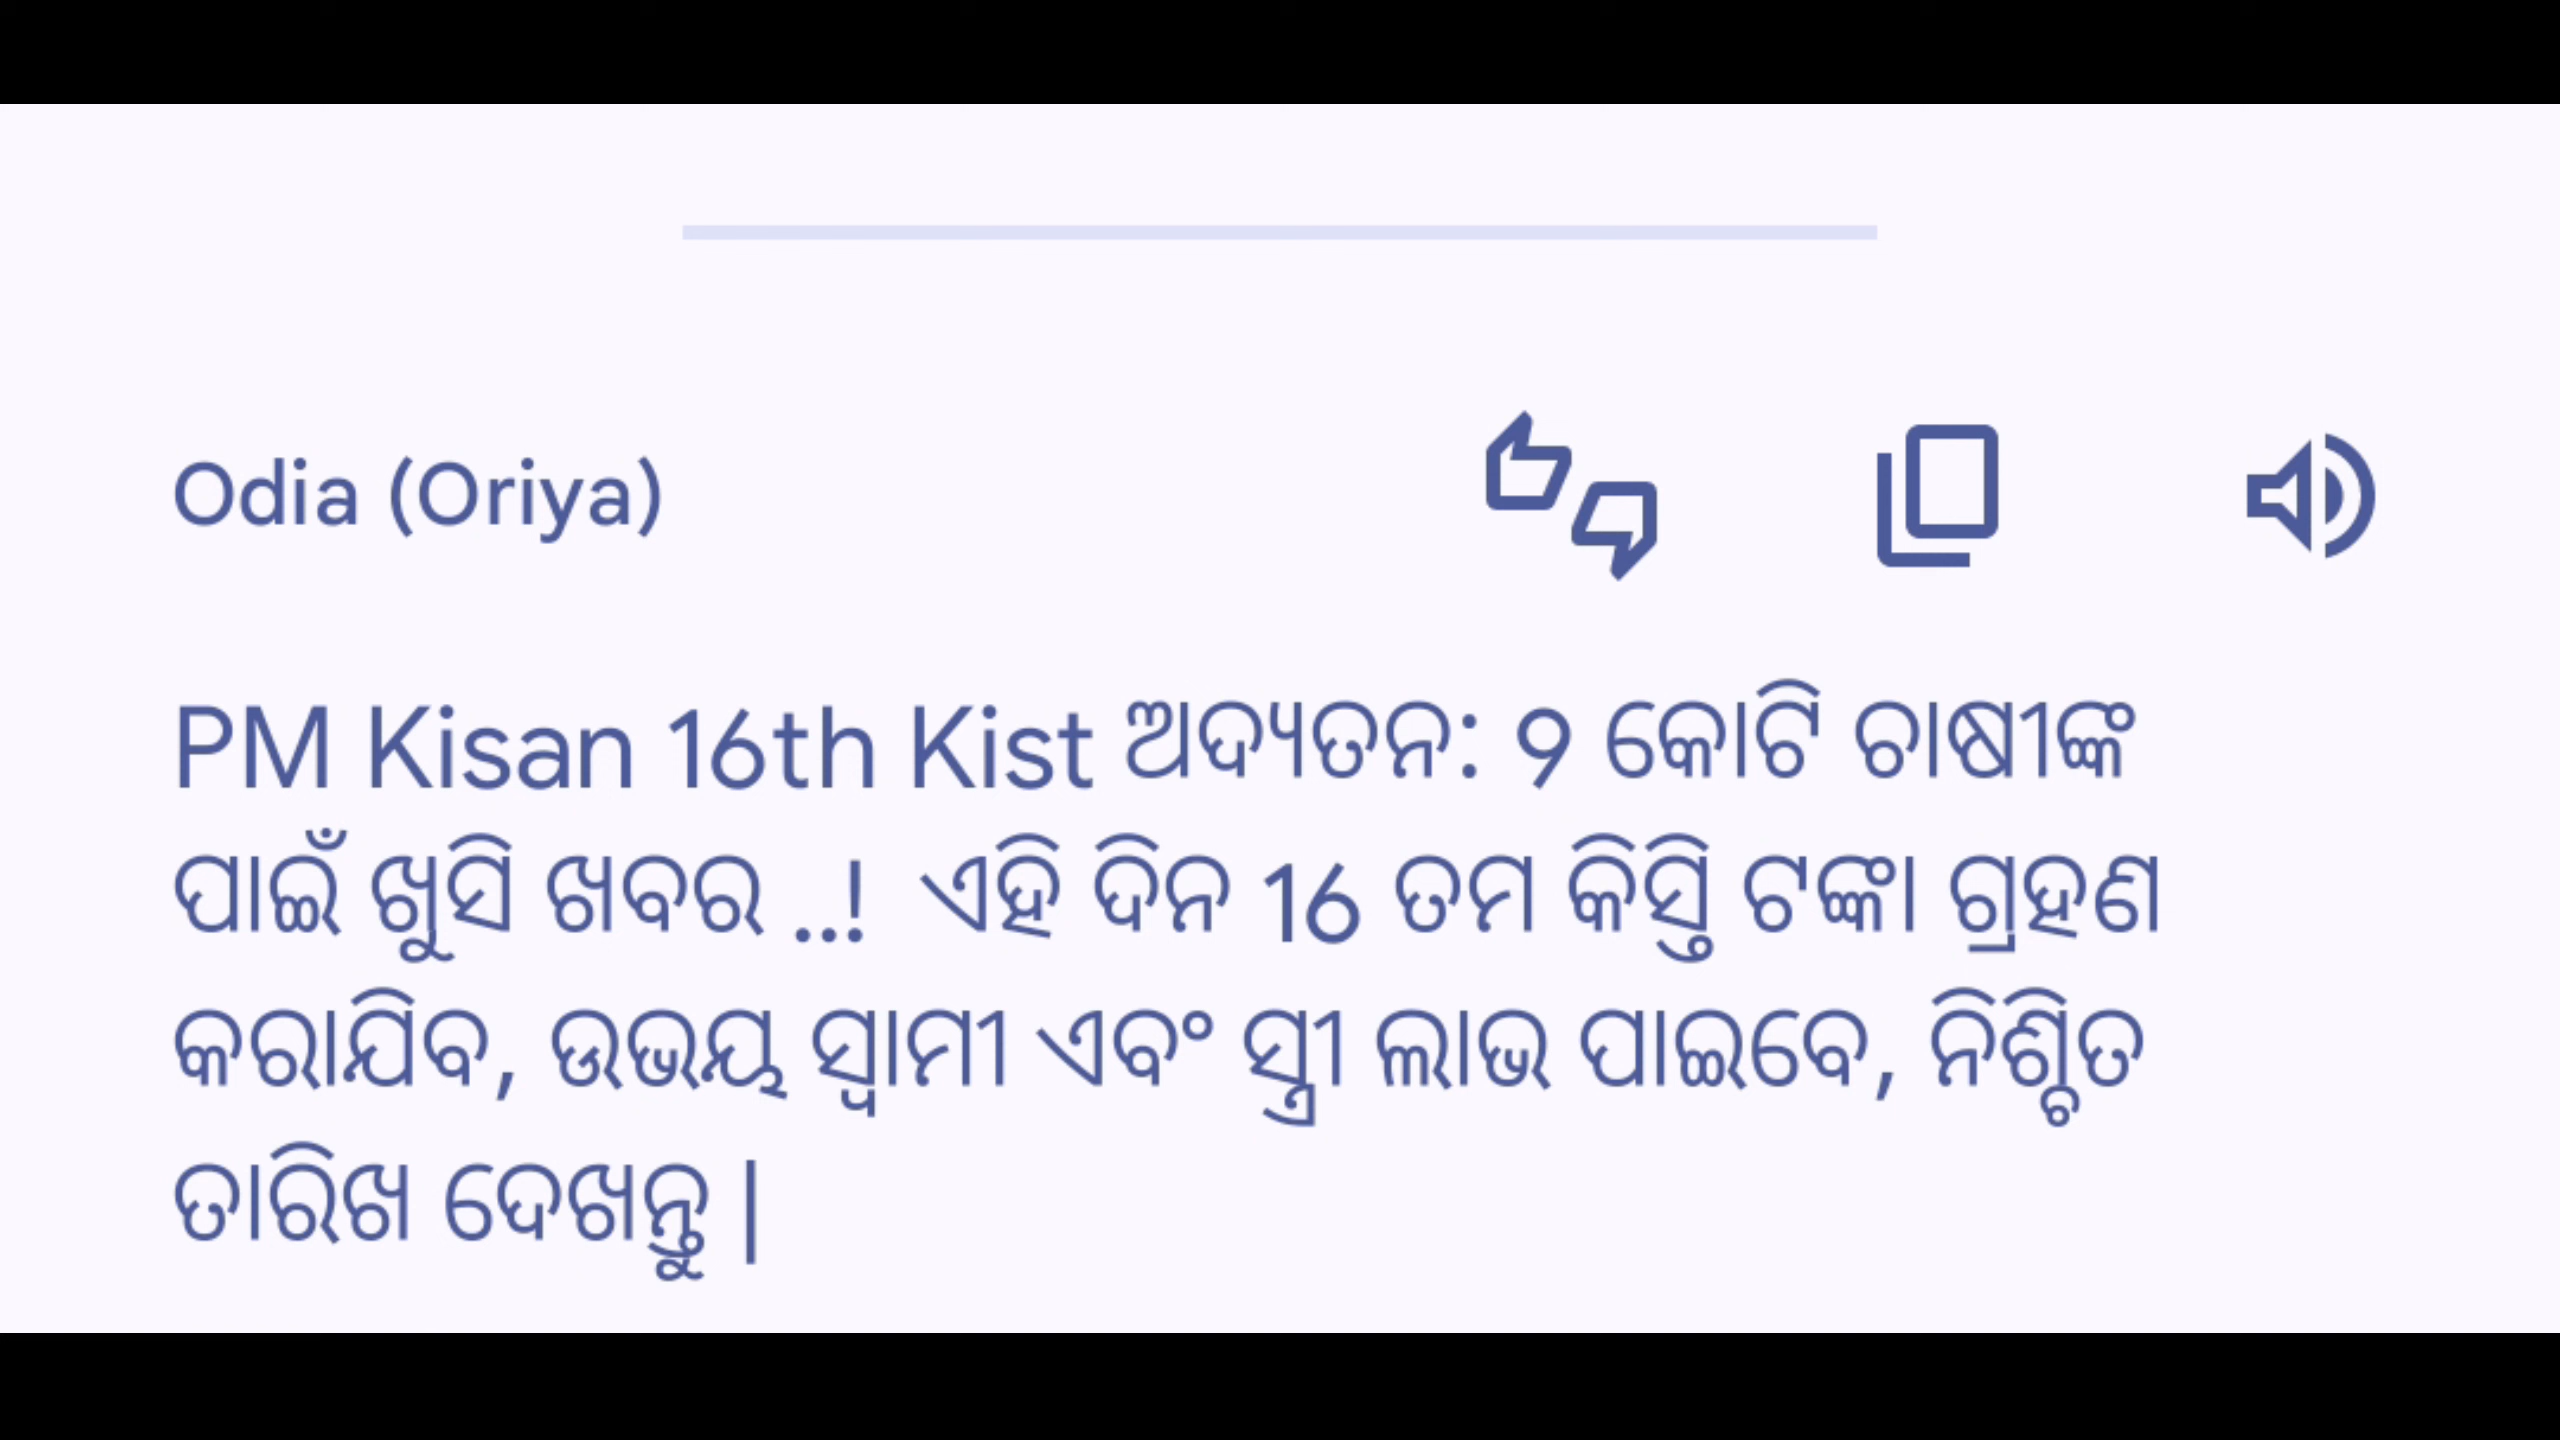 Odia (Oriya)
PM Kisan 16th Kist ଅଦ୍ୟତନ: 9 କୋଟି ଚାଷୀଙ୍କ
ପାଇଁ ଖୁସି ଖବର ..! ଏହି ଦିନ 16 ତମ କିସ୍ତି ଟଙ୍କା ଗ୍ରହଣ
କରାଯିବ, ଉଭୟ ସ୍ୱାମୀ ଏବଂ ସ୍ତ୍ରୀ ଲାଭ ପାଇବେ, ନିଶ୍ଚିତ
ତାରିଖ ଦେଖନ୍ତୁ |